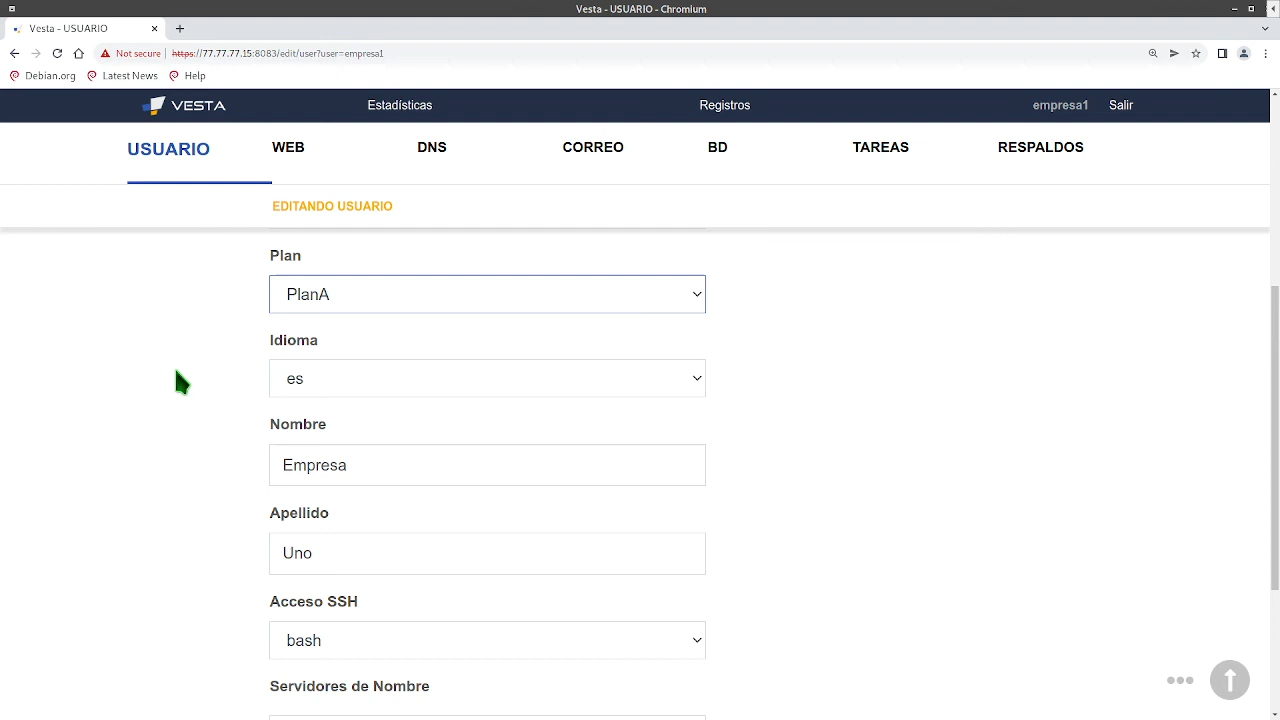 Vesta - USUARIO - Chromium
Vesta - USUARIO
Not secure https://77.77.77.15:8083/edit/user?user=empresa1
Debian.org Latest News Help
VESTA Estadísticas Registros empresa1 Salir
USUARIO WEB DNS CORREO BD TAREAS RESPALDOS
EDITANDO USUARIO
Plan
PlanA
Idioma
es
Nombre
Empresa
Apellido
Uno
Acceso SSH
bash
Servidores de Nombre